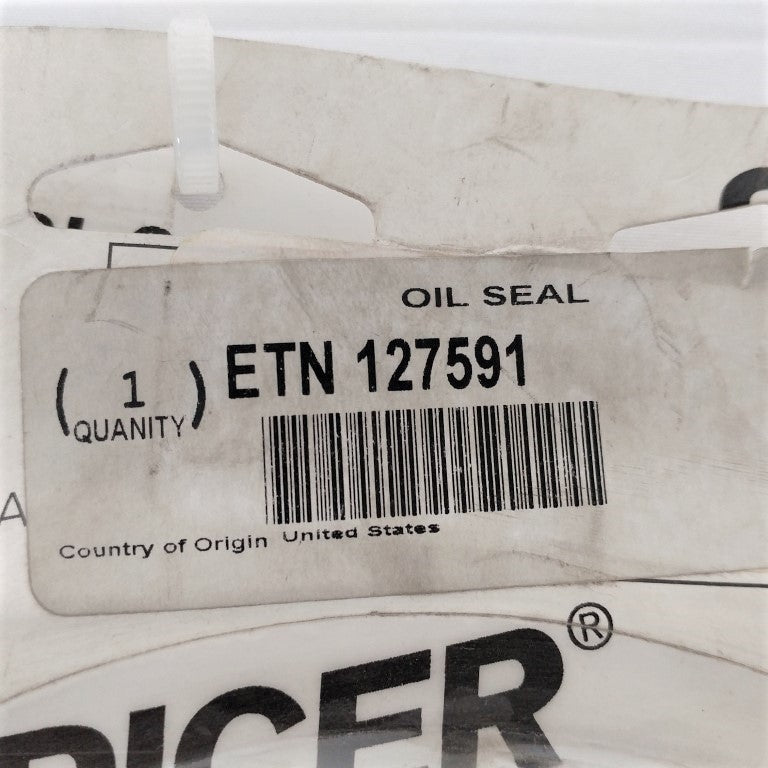 OIL SEAL
ETN 127591
( 1 )
QUANITY
Country of Origin United States
PICER®